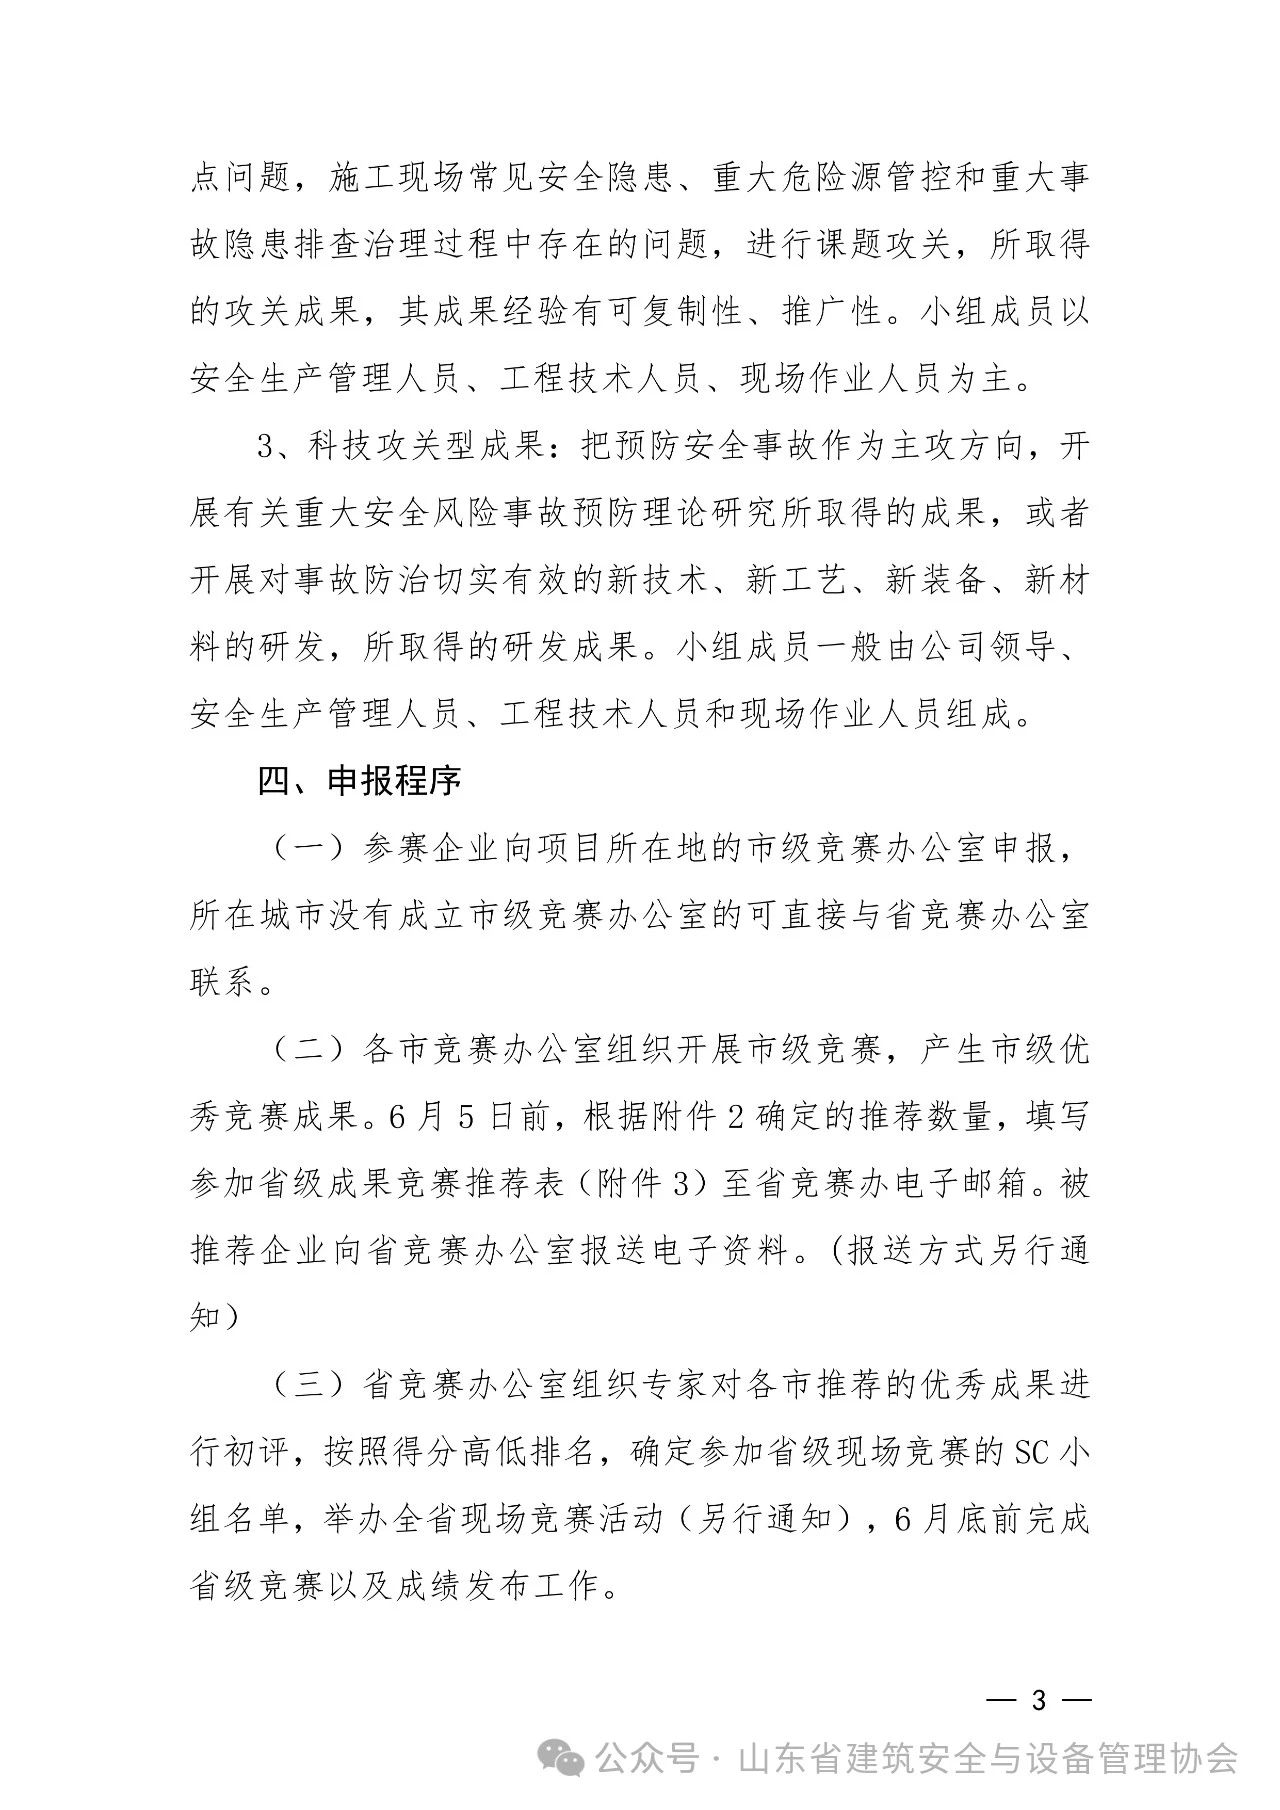 点问题，施工现场常见安全隐患、重大危险源管控和重大事
故隐患排查治理过程中存在的问题，进行课题攻关，所取得
的攻关成果，其成果经验有可复制性、推广性。小组成员以
安全生产管理人员、工程技术人员、现场作业人员为主。
3、科技攻关型成果：把预防安全事故作为主攻方向，开
展有关重大安全风险事故预防理论研究所取得的成果，或者
开展对事故防治切实有效的新技术、新工艺、新装备、新材
料的研发，所取得的研发成果。小组成员一般由公司领导、
安全生产管理人员、工程技术人员和现场作业人员组成。
四、申报程序
（一）参赛企业向项目所在地的市级竞赛办公室申报，
所在城市没有成立市级竞赛办公室的可直接与省竞赛办公室
联系。
（二）各市竞赛办公室组织开展市级竞赛，产生市级优
秀竞赛成果。6 月 5 日前，根据附件 2 确定的推荐数量，填写
参加省级成果竞赛推荐表（附件 3）至省竞赛办电子邮箱。被
推荐企业向省竞赛办公室报送电子资料。(报送方式另行通
知）
（三）省竞赛办公室组织专家对各市推荐的优秀成果进
行初评，按照得分高低排名，确定参加省级现场竞赛的 SC 小
组名单，举办全省现场竞赛活动（另行通知），6 月底前完成
省级竞赛以及成绩发布工作。
— 3 —
公众号·山东省建筑安全与设备管理协会